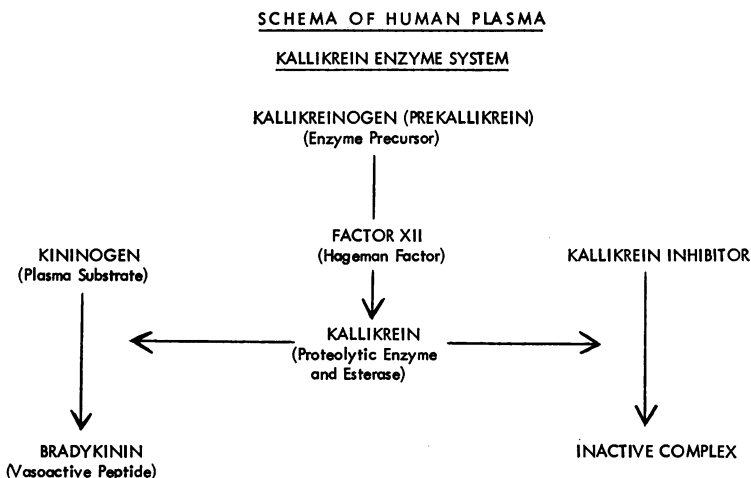 SCHEMA OF HUMAN PLASMA
KALLIKREIN ENZYME SYSTEM
KALLIKREINOGEN (PREKALLIKREIN)
(Enzyme Precursor)
FACTOR XII
(Hageman Factor)
KININOGEN
(Plasma Substrate)
KALLIKREIN INHIBITOR
KALLIKREIN
(Proteolytic Enzyme
and Esterase)
BRADYKININ
(Vasoactive Peptide)
INACTIVE COMPLEX